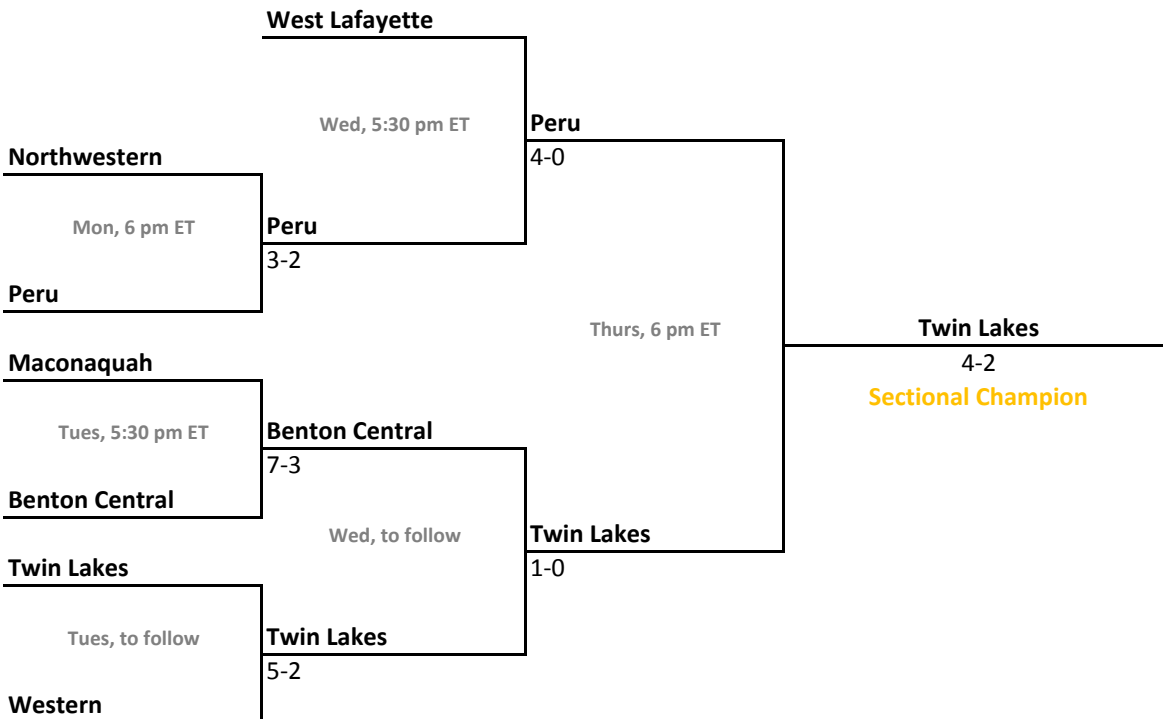 West Lafayette
Wed, 5:30 pm ET
Peru
4-0
Northwestern
Mon, 6 pm ET
Peru
3-2
Peru
Thurs, 6 pm ET
Twin Lakes
4-2
Sectional Champion
Maconaquah
Tues, 5:30 pm ET
Benton Central
7-3
Benton Central
Wed, to follow
Twin Lakes
1-0
Twin Lakes
Tues, to follow
Twin Lakes
5-2
Western